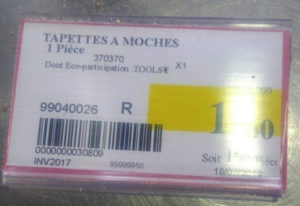 TAPETTES A MOCHES
1 Pièce
370370
Dont Eco-participation :TOOLS€ X1
99040026 R
0000000030809
INV2017 99999950
Soit